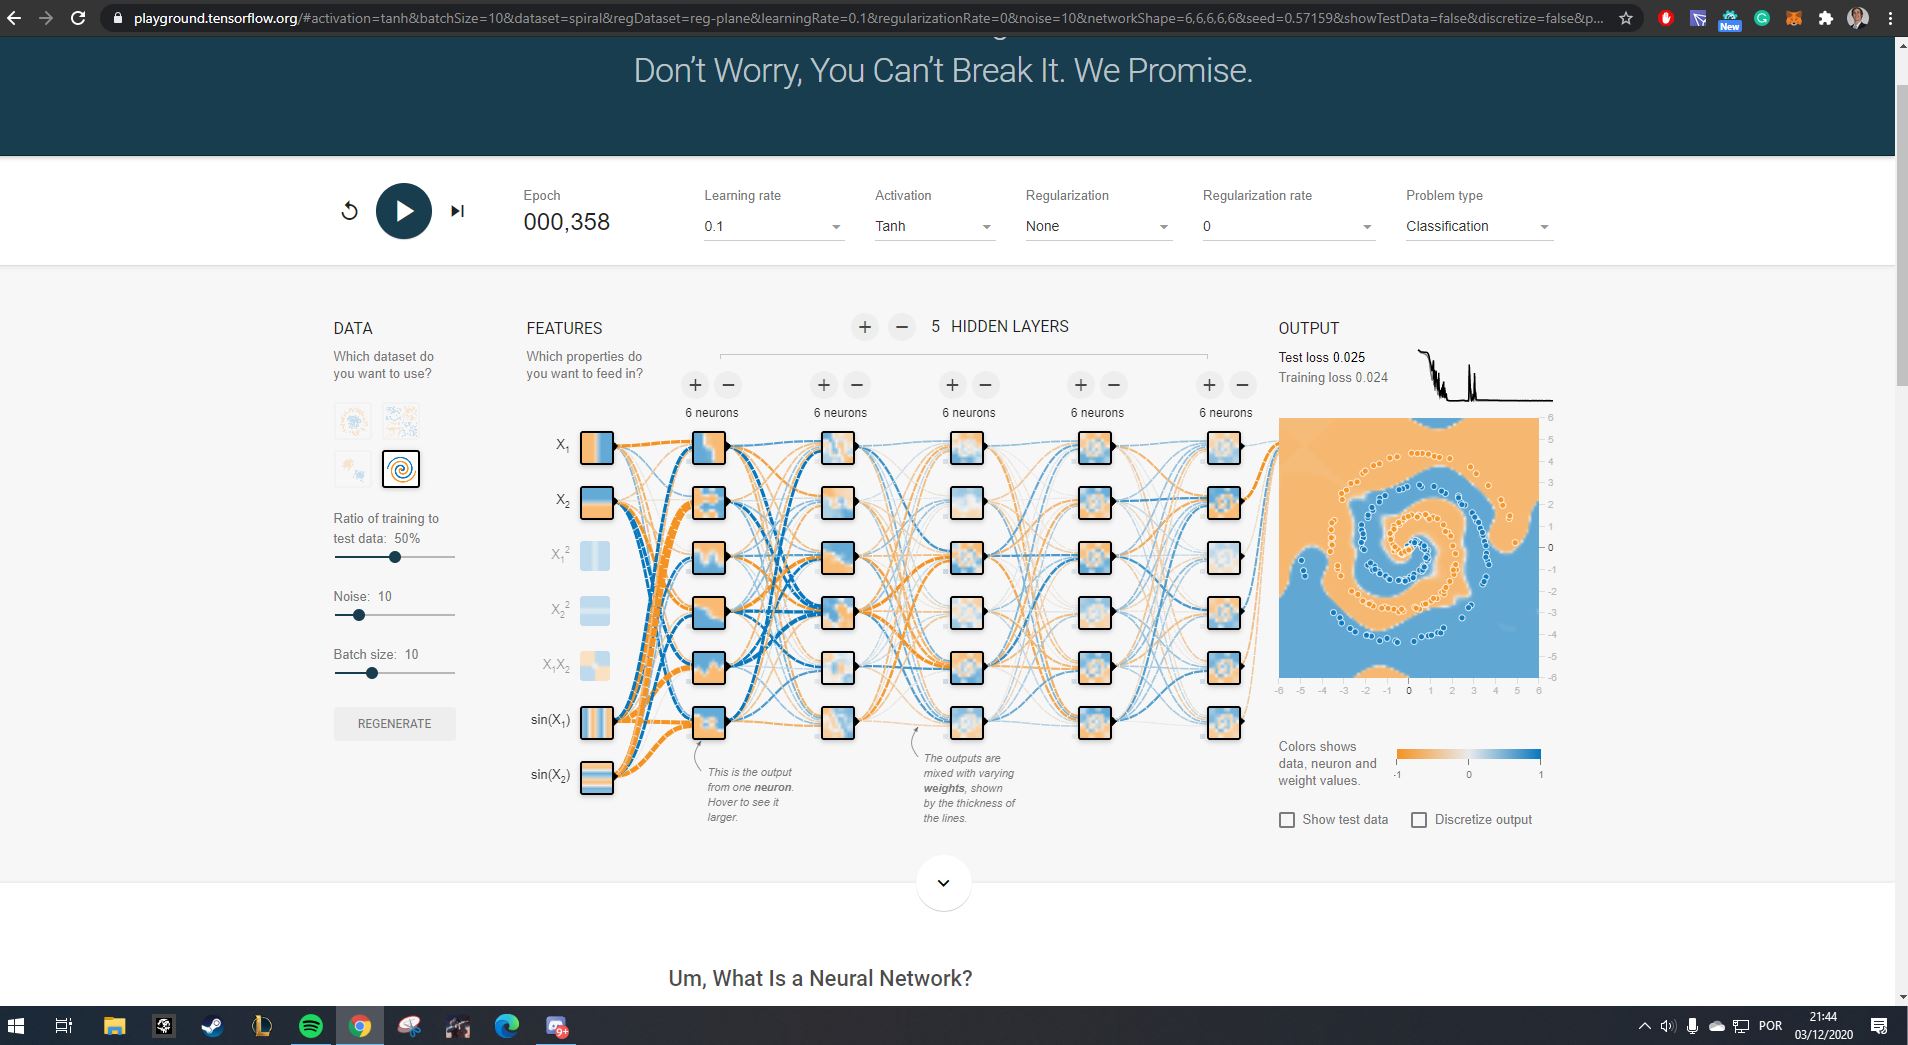 playground.tensorflow.org/#activation=tanh&batchSize=10&dataset=spiral&regDataset=reg-plane&learningRate=0.1&regularizationRate=0&noise=10&networkShape=6,6,6,6,6&seed=0.57159&showTestData=false&discretize=false&p...
New
Don't Worry, You Can't Break It. We Promise.
Epoch
000,358
Learning rate
0.1
Activation
Tanh
Regularization
None
Regularization rate
0
Problem type
Classification
DATA
Which dataset do
you want to use?
Ratio of training to
test data: 50%
Noise: 10
Batch size: 10
REGENERATE
FEATURES
Which properties do
you want to feed in?
X1
X2
X1²
X2²
X1X2
sin(X1)
sin(X2)
+ − 5 HIDDEN LAYERS
+ − + − + − + − + −
6 neurons 6 neurons 6 neurons 6 neurons 6 neurons
This is the output
from one neuron.
Hover to see it
larger.
The outputs are
mixed with varying
weights, shown
by the thickness of
the lines.
OUTPUT
Test loss 0.025
Training loss 0.024
6
5
4
3
2
1
0
-1
-2
-3
-4
-5
-6
-6 -5 -4 -3 -2 -1 0 1 2 3 4 5 6
Colors shows
data, neuron and
weight values.
-1 0 1
Show test data
Discretize output
Um, What Is a Neural Network?
9+
POR
21:44
03/12/2020